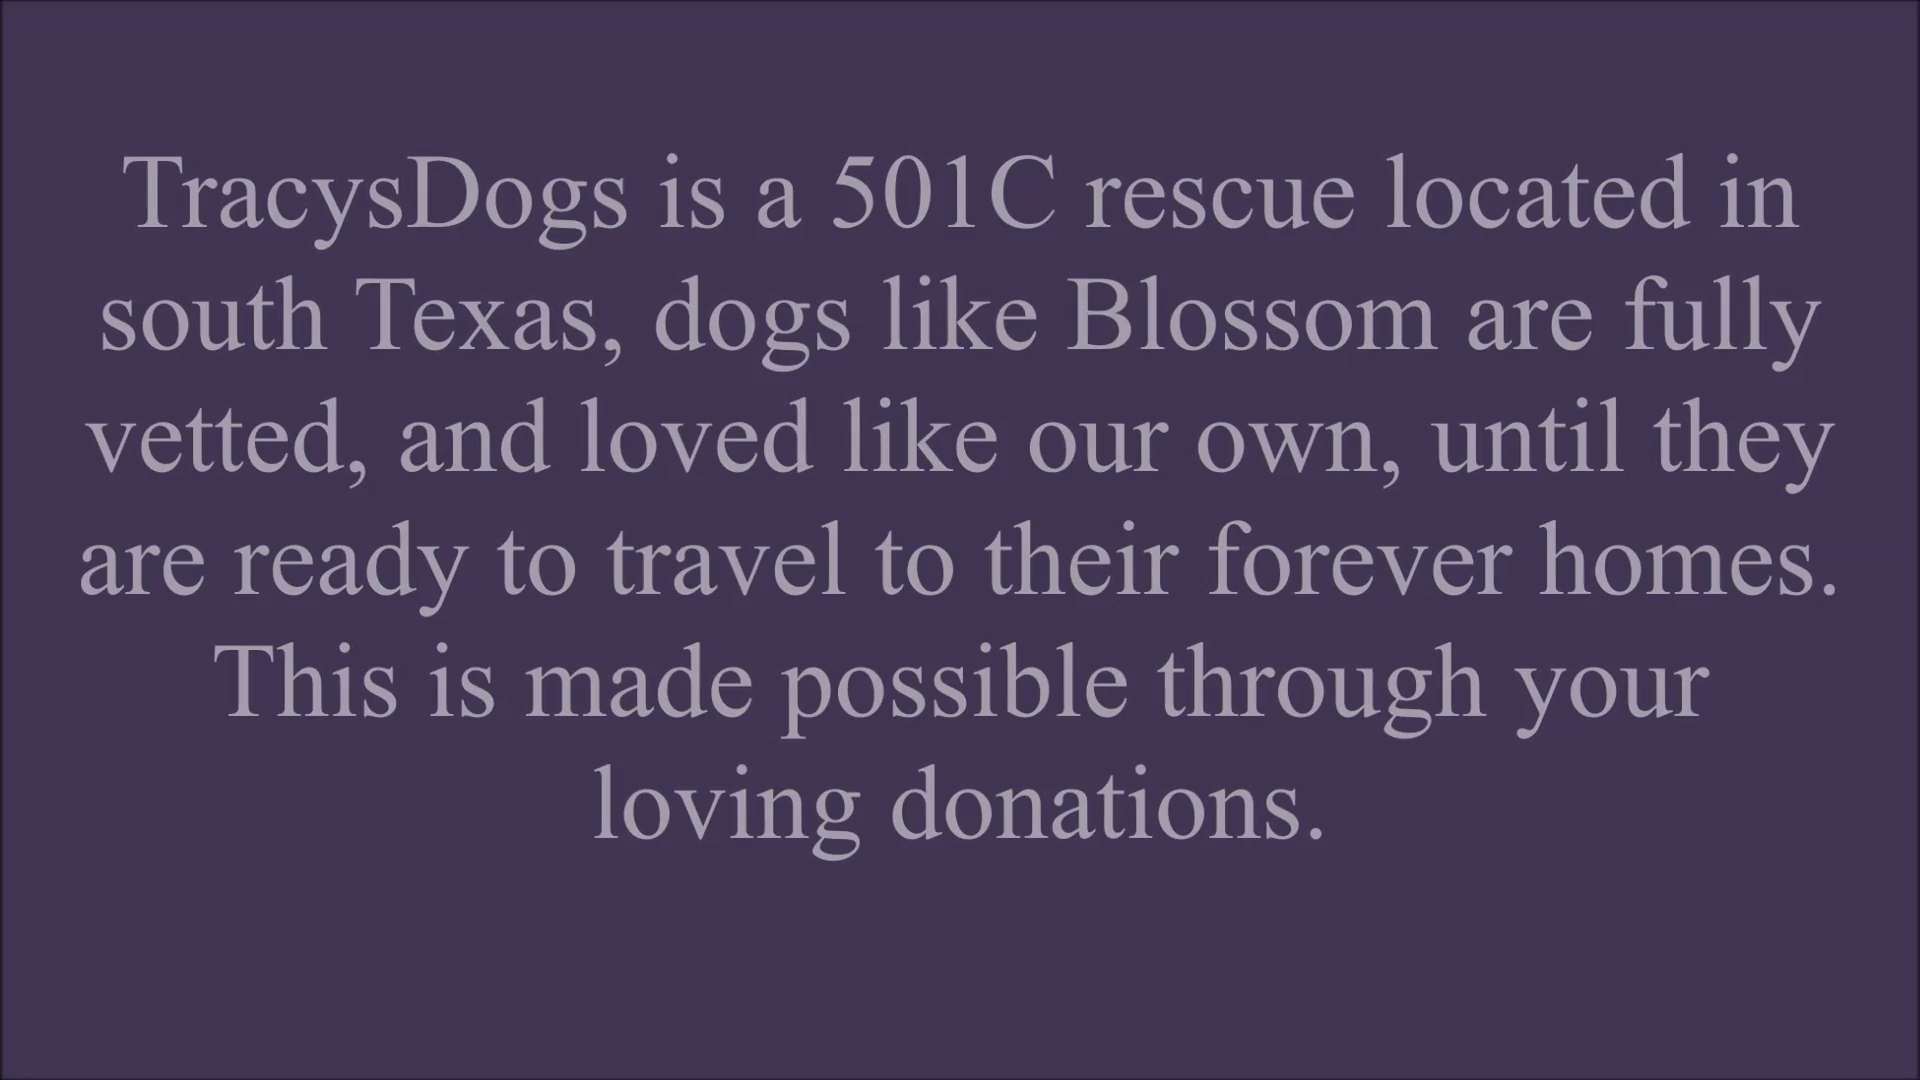 TracysDogs is a 501C rescue located in
south Texas, dogs like Blossom are fully
vetted, and loved like our own, until they
are ready to travel to their forever homes.
This is made possible through your
loving donations.